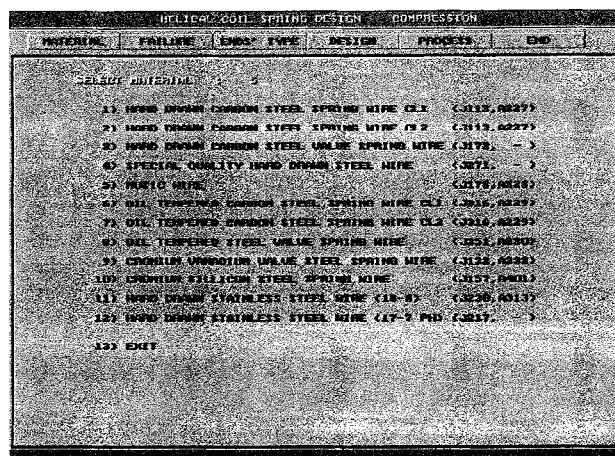 HELICAL COIL SPRING DESIGN COMPRESSION
MATERIAL FAILURE ENDS' TYPE DESIGN PROCESS END
SELECT MATERIAL : 5
1) HARD DRAWN CARBON STEEL SPRING WIRE CL1 (J113,A227)
2) HARD DRAWN CARBON STEEL SPRING WIRE CL2 (J113,A227)
3) HARD DRAWN CARBON STEEL VALUE SPRING WIRE (J172, - )
4) SPECIAL QUALITY HARD DRAWN STEEL WIRE (J271, - )
5) MUSIC WIRE (J178,A228)
6) OIL TEMPERED CARBON STEEL SPRING WIRE CL1 (J316,A229)
7) OIL TEMPERED CARBON STEEL SPRING WIRE CL2 (J316,A229)
8) OIL TEMPERED STEEL VALUE SPRING WIRE (J351,A230)
9) CROMIUM VANADIUM VALUE STEEL SPRING WIRE (J132,A232)
10) CROMIUM SILLICON STEEL SPRING WIRE (J157,A401)
11) HARD DRAWN STAINLESS STEEL WIRE (18-8) (J230,A313)
12) HARD DRAWN STAINLESS STEEL WIRE (17-7 PH) (J217, )
13) EXIT